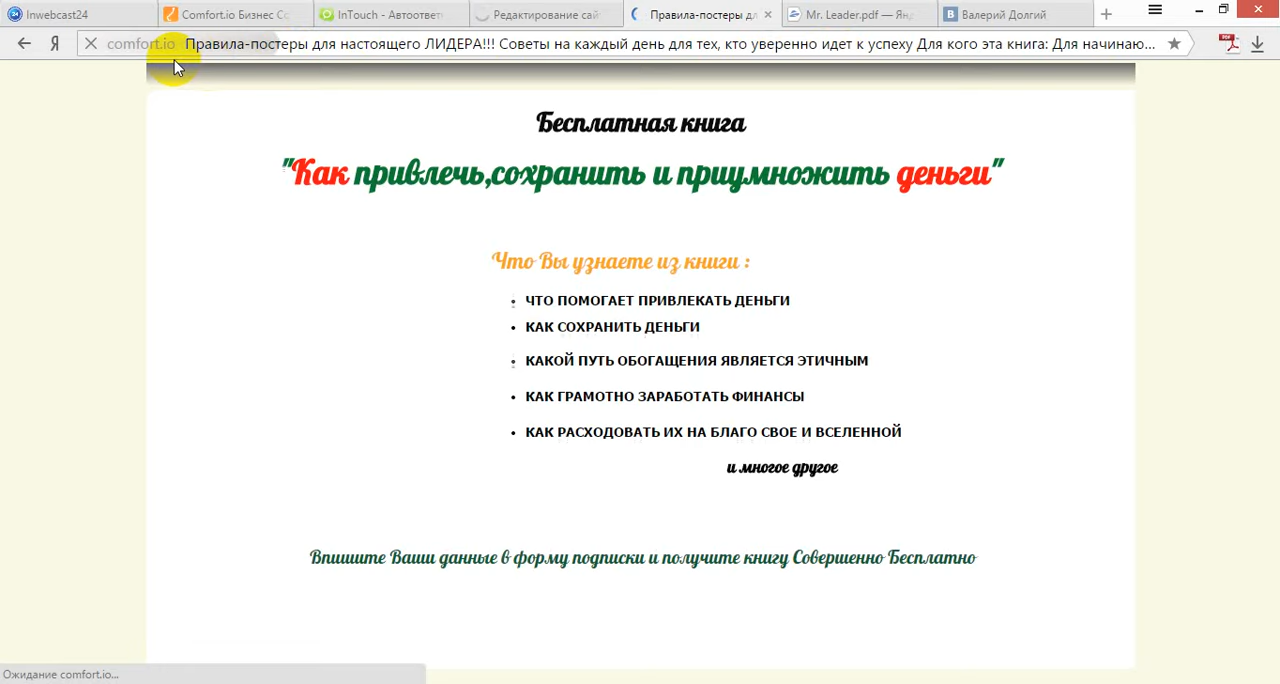 Inwebcast24
Comfort.io Бизнес Со
InTouch - Автоответ
Редактирование сай
Правила-постеры дл
Mr. Leader.pdf — Янд
Валерий Долгий
comfort.io Правила-постеры для настоящего ЛИДЕРА!!! Советы на каждый день для тех, кто уверенно идет к успеху Для кого эта книга: Для начинаю...
Бесплатная книга
"Как привлечь,сохранить и приумножить деньги"
Что Вы узнаете из книги :
• ЧТО ПОМОГАЕТ ПРИВЛЕКАТЬ ДЕНЬГИ
• КАК СОХРАНИТЬ ДЕНЬГИ
• КАКОЙ ПУТЬ ОБОГАЩЕНИЯ ЯВЛЯЕТСЯ ЭТИЧНЫМ
• КАК ГРАМОТНО ЗАРАБОТАТЬ ФИНАНСЫ
• КАК РАСХОДОВАТЬ ИХ НА БЛАГО СВОЕ И ВСЕЛЕННОЙ
и многое другое
Впишите Ваши данные в форму подписки и получите книгу Совершенно Бесплатно
Ожидание comfort.io...